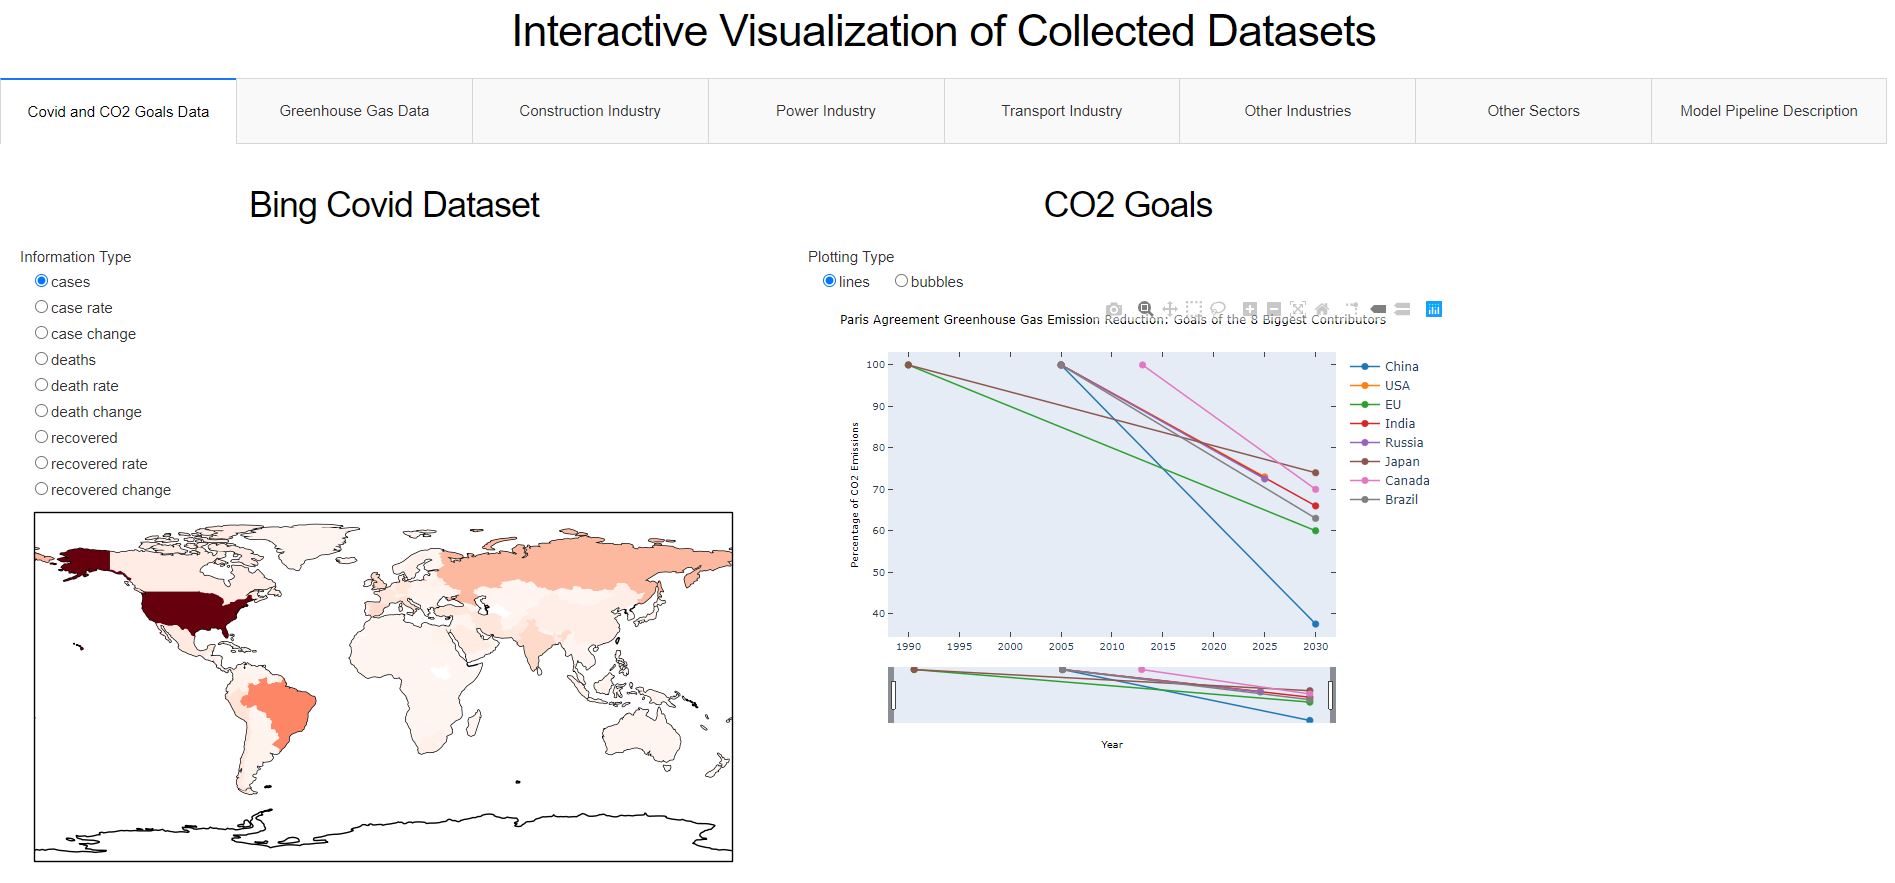 Interactive Visualization of Collected Datasets
Covid and CO2 Goals Data
Greenhouse Gas Data
Construction Industry
Power Industry
Transport Industry
Other Industries
Other Sectors
Model Pipeline Description
Bing Covid Dataset
Information Type
cases
case rate
case change
deaths
death rate
death change
recovered
recovered rate
recovered change
CO2 Goals
Plotting Type
lines
bubbles
Paris Agreement Greenhouse Gas Emission Reduction: Goals of the 8 Biggest Contributors
Percentage of CO2 Emissions
100
90
80
70
60
50
40
1990
1995
2000
2005
2010
2015
2020
2025
2030
Year
China
USA
EU
India
Russia
Japan
Canada
Brazil